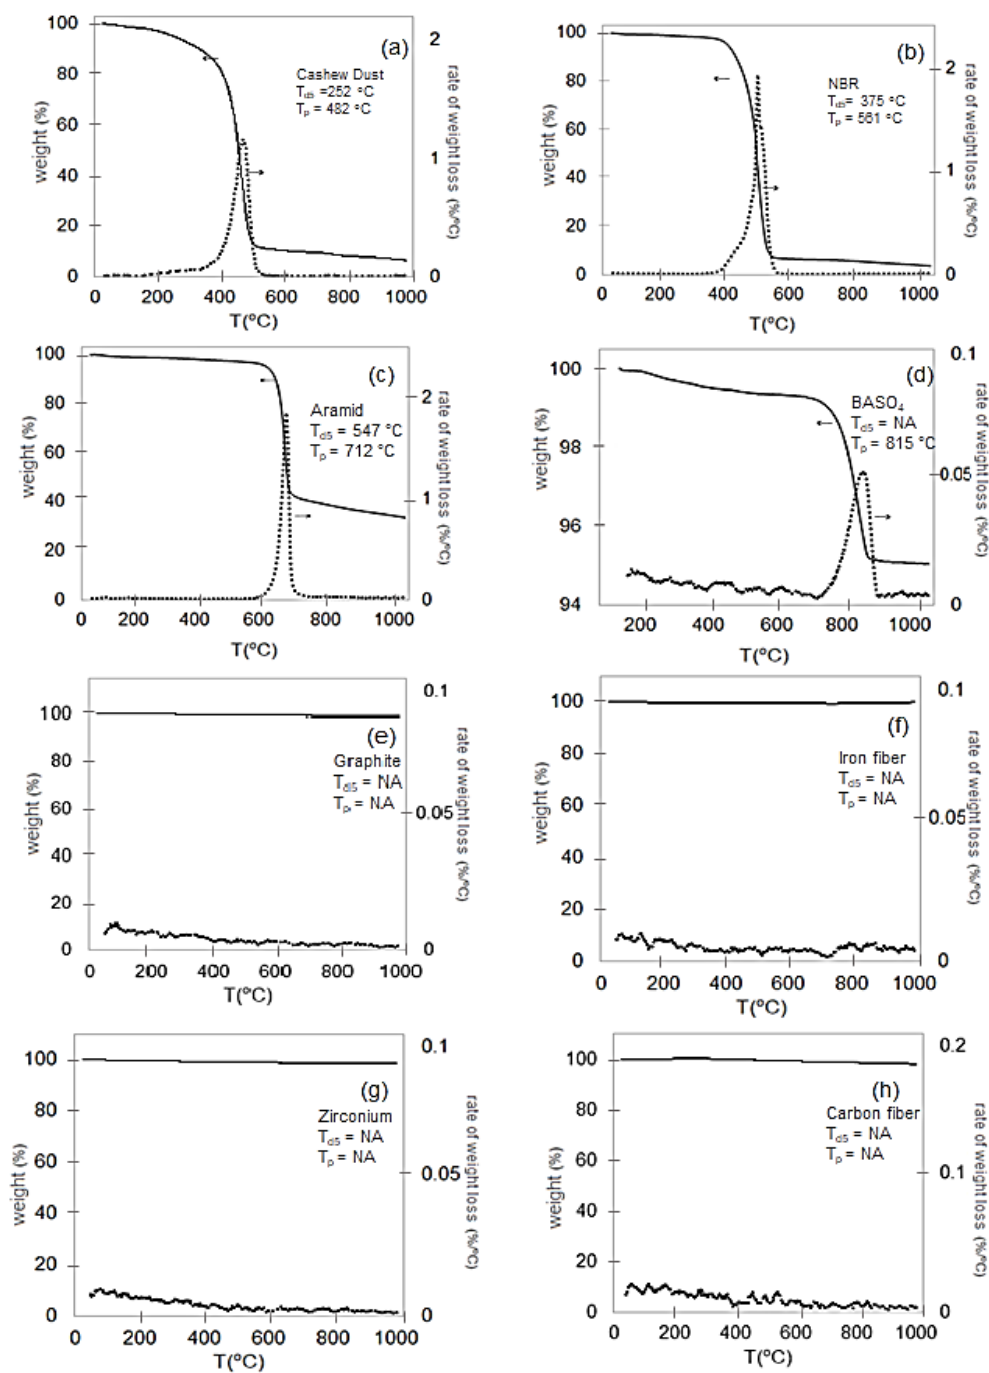 (a)
Cashew Dust
Td5 =252 °C
Tp = 482 °C
weight (%)
100
80
60
40
20
0
2
1
0
rate of weight loss (%/°C)
0 200 400 600 800 1000
T(ºC)
(b)
NBR
Td5= 375 °C
Tp = 561 °C
weight (%)
100
80
60
40
20
0
2
1
0
rate of weight loss (%/°C)
0 200 400 600 800 1000
T(ºC)
(c)
Aramid
Td5 = 547 °C
Tp = 712 °C
weight (%)
100
80
60
40
20
0
2
1
0
rate of weight loss (%/°C)
0 200 400 600 800 1000
T(ºC)
(d)
BASO4
Td5 = NA
Tp = 815 °C
weight (%)
100
98
96
94
0.1
0.05
0
rate of weight loss (%/°C)
200 400 600 800 1000
T(ºC)
(e)
Graphite
Td5 = NA
Tp = NA
weight (%)
100
80
60
40
20
0
0.1
0.05
0
rate of weight loss (%/°C)
0 200 400 600 800 1000
T(ºC)
(f)
Iron fiber
Td5 = NA
Tp = NA
weight (%)
100
80
60
40
20
0
0.1
0.05
0
rate of weight loss (%/°C)
0 200 400 600 800 1000
T(ºC)
(g)
Zirconium
Td5 = NA
Tp = NA
weight (%)
100
80
60
40
20
0
0.1
0.05
0
rate of weight loss (%/°C)
0 200 400 600 800 1000
T(ºC)
(h)
Carbon fiber
Td5 = NA
Tp = NA
weight (%)
100
80
60
40
20
0
0.2
0.1
0
rate of weight loss (%/°C)
0 200 400 600 800 1000
T(ºC)